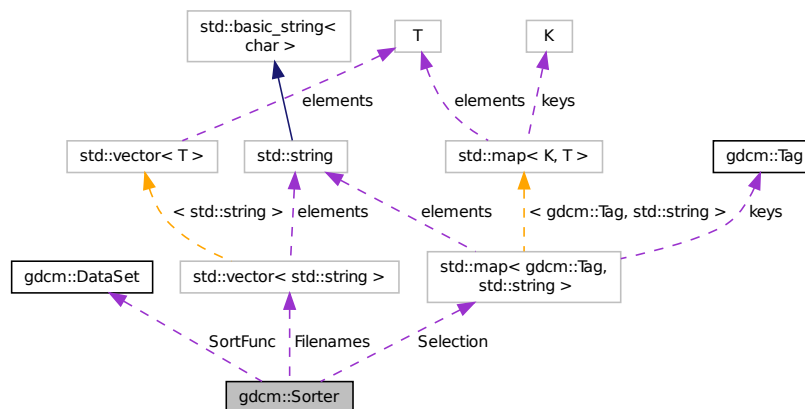 std::basic_string<
char >
T
K
elements
elements
keys
std::vector< T >
std::string
std::map< K, T >
gdcm::Tag
< std::string >
elements
elements
< gdcm::Tag, std::string >
keys
gdcm::DataSet
std::vector< std::string >
std::map< gdcm::Tag,
std::string >
SortFunc
Filenames
Selection
gdcm::Sorter